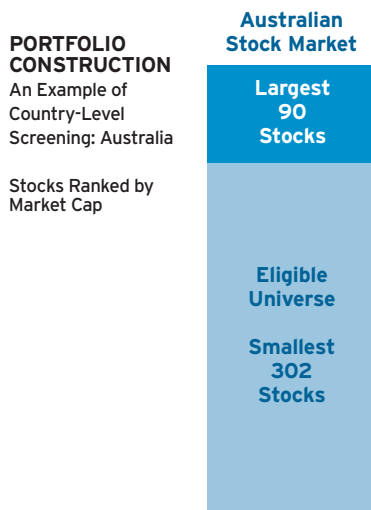 PORTFOLIO
CONSTRUCTION
An Example of
Country-Level
Screening: Australia
Stocks Ranked by
Market Cap
Australian
Stock Market
Largest
90
Stocks
Eligible
Universe
Smallest
302
Stocks